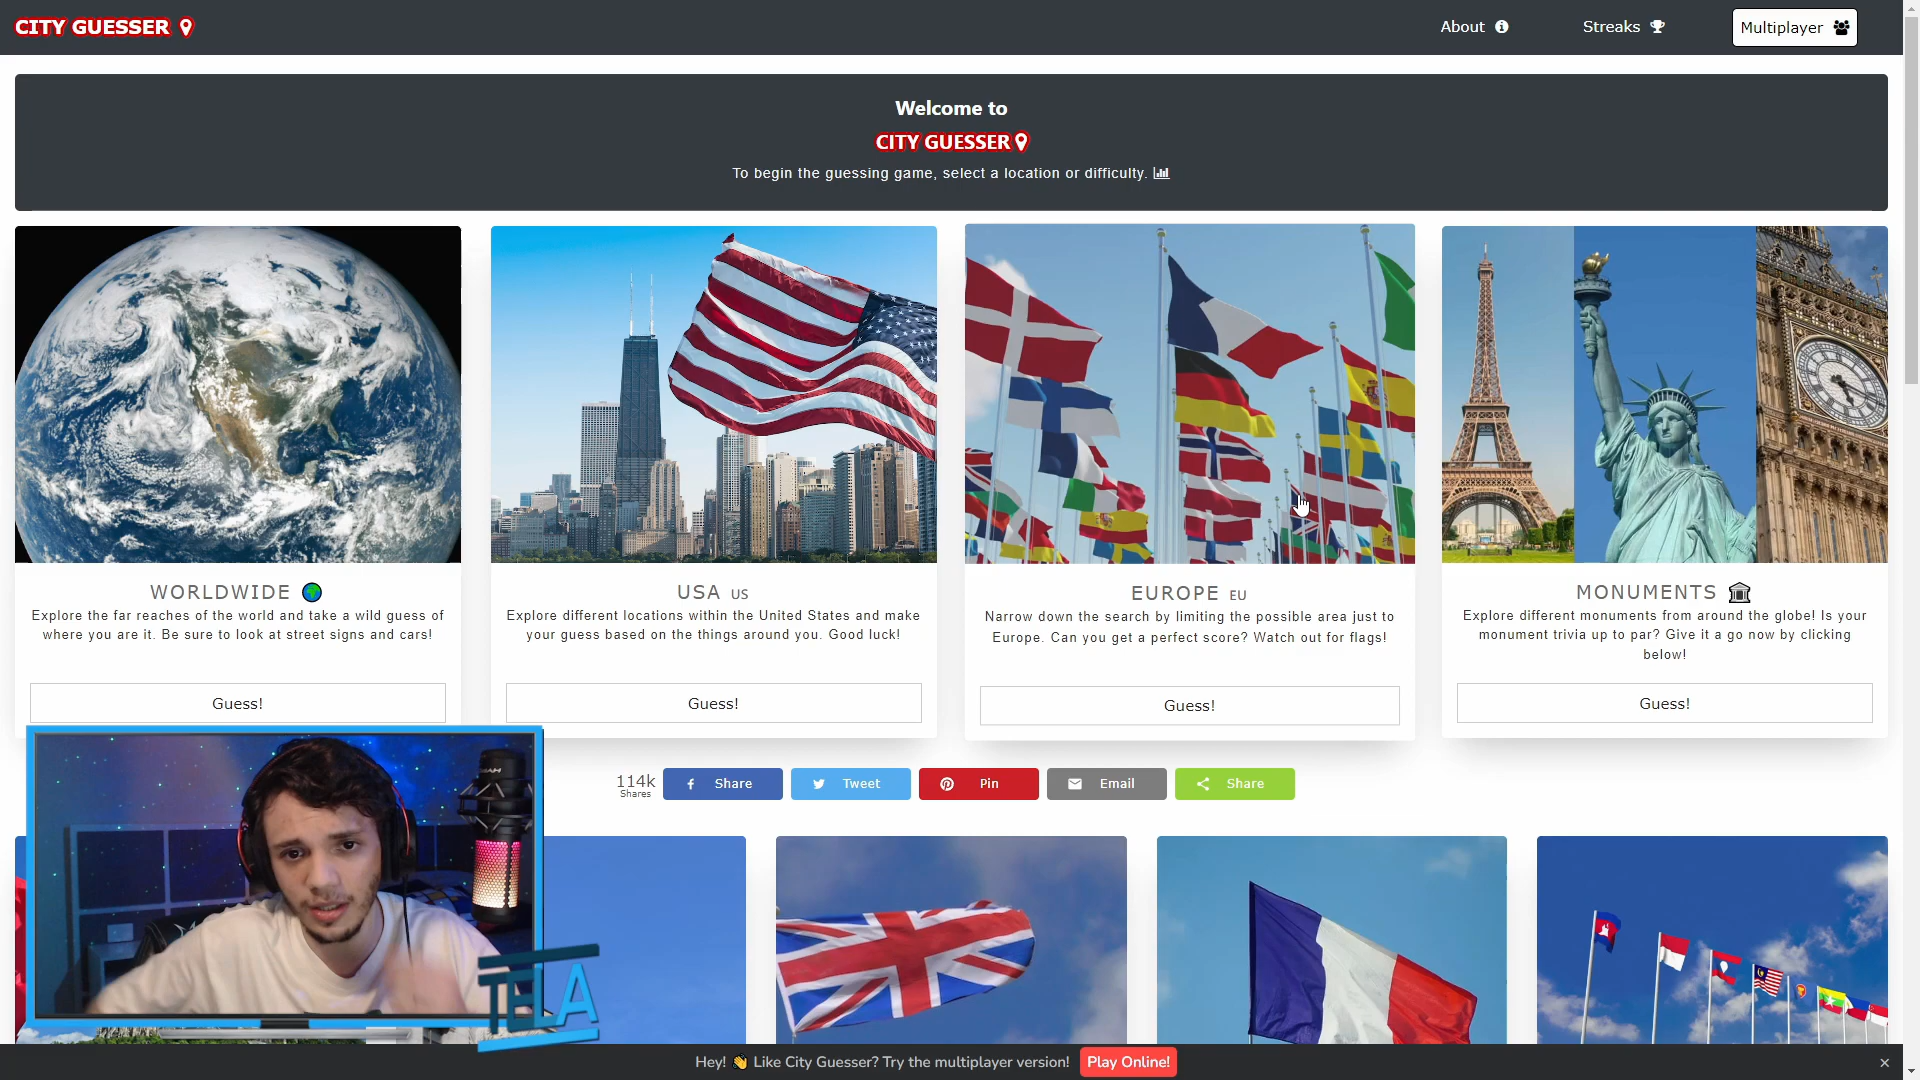 CITY GUESSER
About
Streaks
Multiplayer
Welcome to
CITY GUESSER
To begin the guessing game, select a location or difficulty.
WORLDWIDE
Explore the far reaches of the world and take a wild guess of
where you are it. Be sure to look at street signs and cars!
Guess!
USA US
Explore different locations within the United States and make
your guess based on the things around you. Good luck!
Guess!
EUROPE EU
Narrow down the search by limiting the possible area just to
Europe. Can you get a perfect score? Watch out for flags!
Guess!
MONUMENTS
Explore different monuments from around the globe! Is your
monument trivia up to par? Give it a go now by clicking
below!
Guess!
114k
Shares
Share
Tweet
Pin
Email
Share
TELA
Hey! 👋 Like City Guesser? Try the multiplayer version!
Play Online!